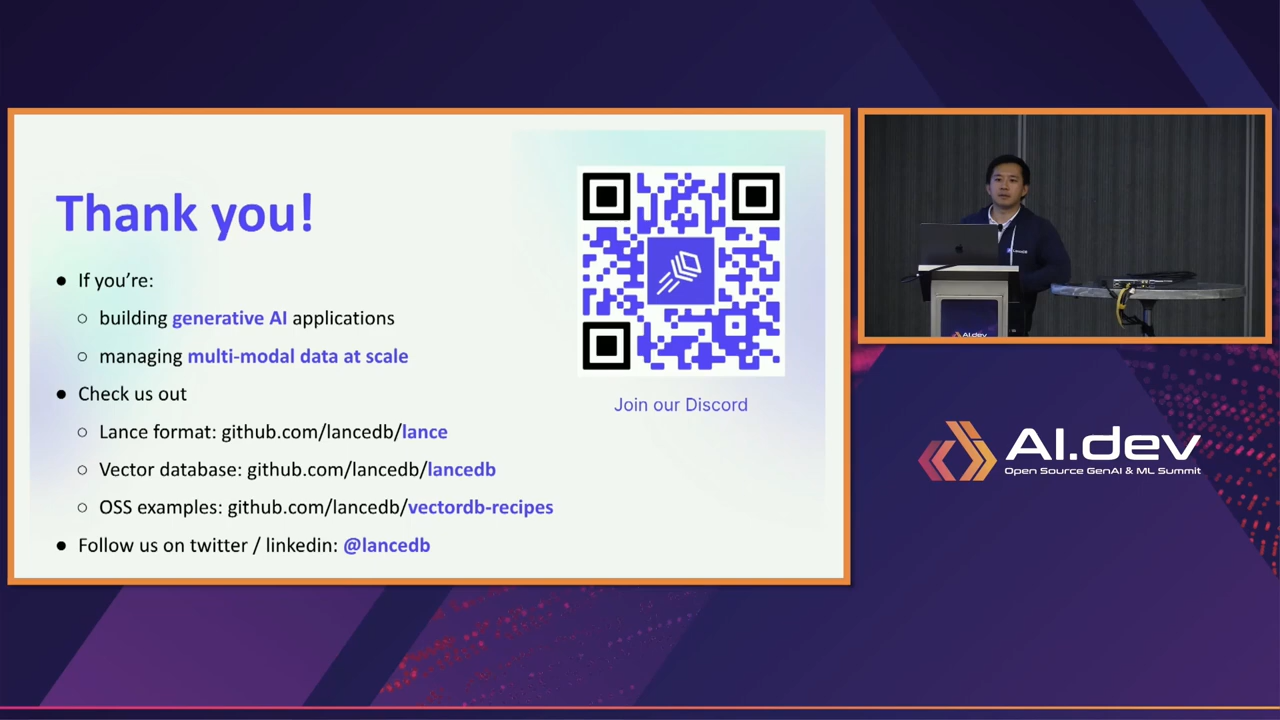 Thank you!
● If you’re:
○ building generative AI applications
○ managing multi-modal data at scale
● Check us out
○ Lance format: github.com/lancedb/lance
○ Vector database: github.com/lancedb/lancedb
○ OSS examples: github.com/lancedb/vectordb-recipes
● Follow us on twitter / linkedin: @lancedb
Join our Discord
AI.dev
AI.dev
Open Source GenAI & ML Summit